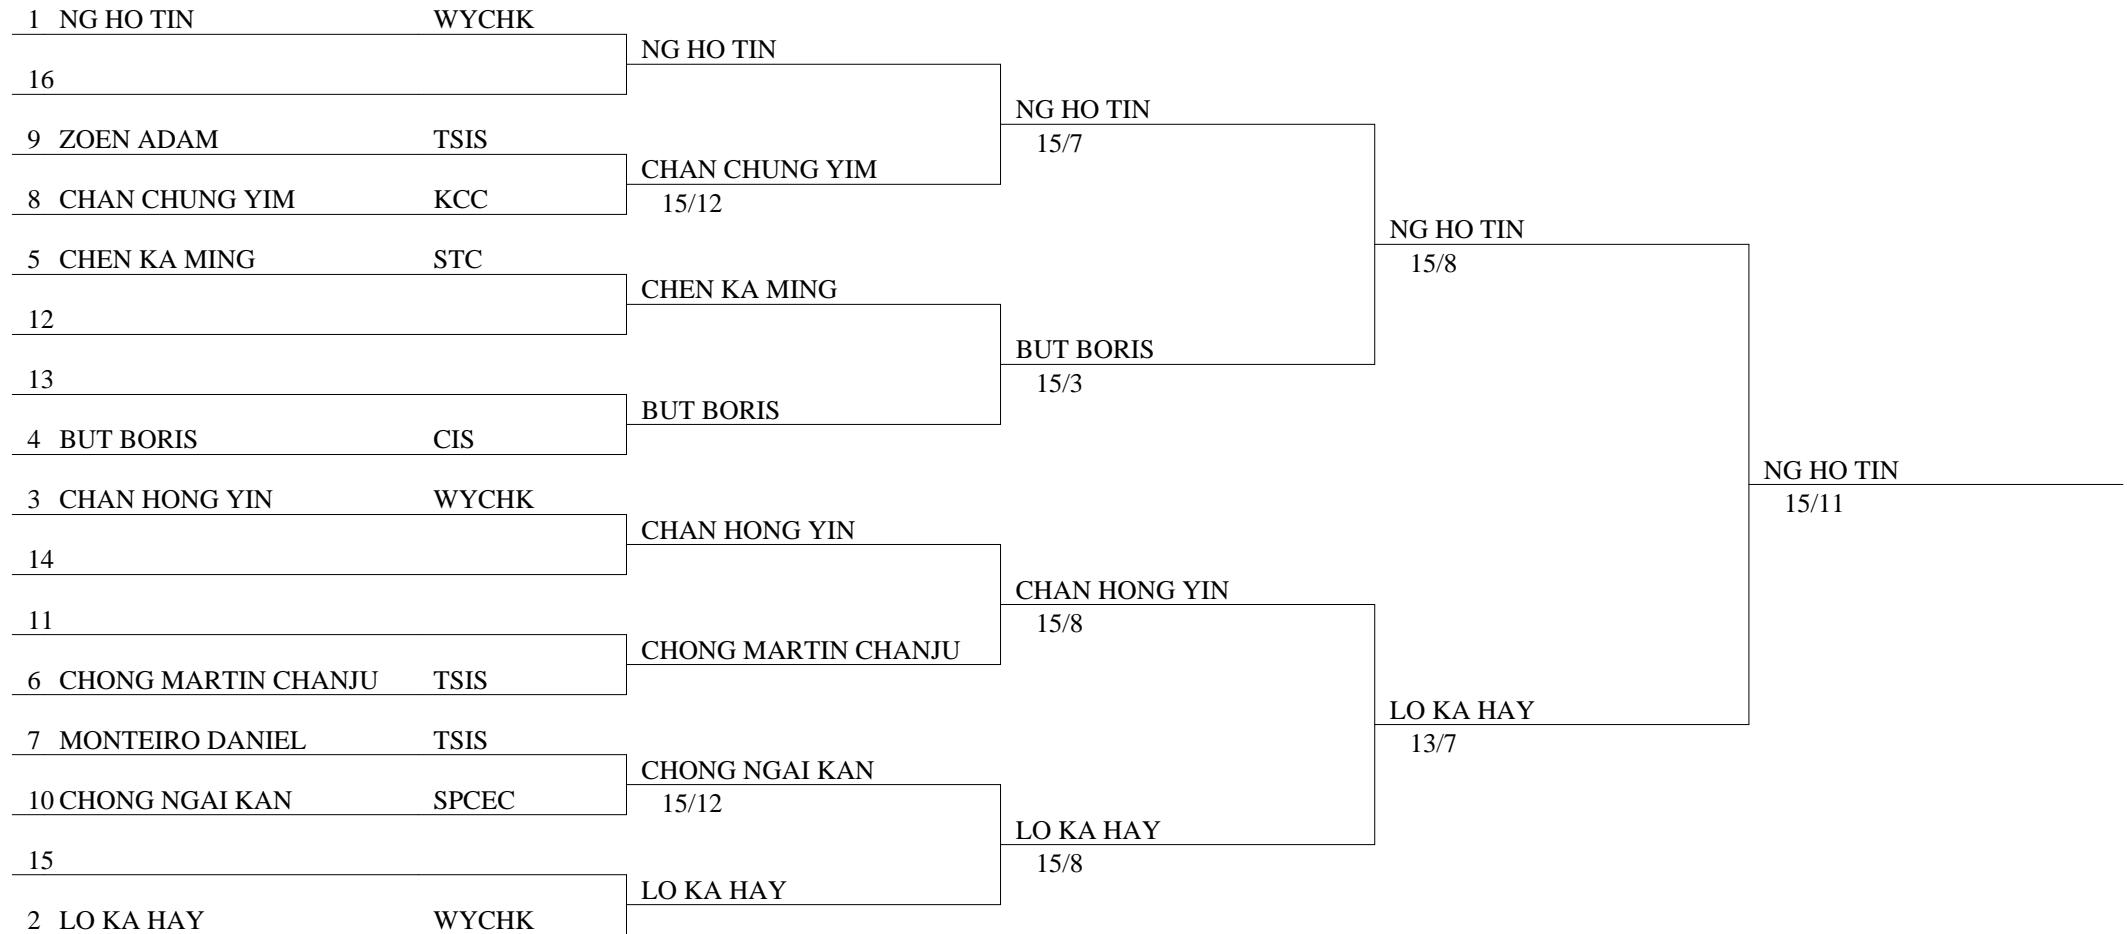 1 NG HO TIN WYCHK
16
9 ZOEN ADAM TSIS
8 CHAN CHUNG YIM KCC
5 CHEN KA MING STC
12
13
4 BUT BORIS CIS
3 CHAN HONG YIN WYCHK
14
11
6 CHONG MARTIN CHANJU TSIS
7 MONTEIRO DANIEL TSIS
10 CHONG NGAI KAN SPCEC
15
2 LO KA HAY WYCHK
NG HO TIN
CHAN CHUNG YIM
15/12
CHEN KA MING
BUT BORIS
CHAN HONG YIN
CHONG MARTIN CHANJU
CHONG NGAI KAN
15/12
LO KA HAY
NG HO TIN
15/7
BUT BORIS
15/3
CHAN HONG YIN
15/8
LO KA HAY
15/8
NG HO TIN
15/8
LO KA HAY
13/7
NG HO TIN
15/11